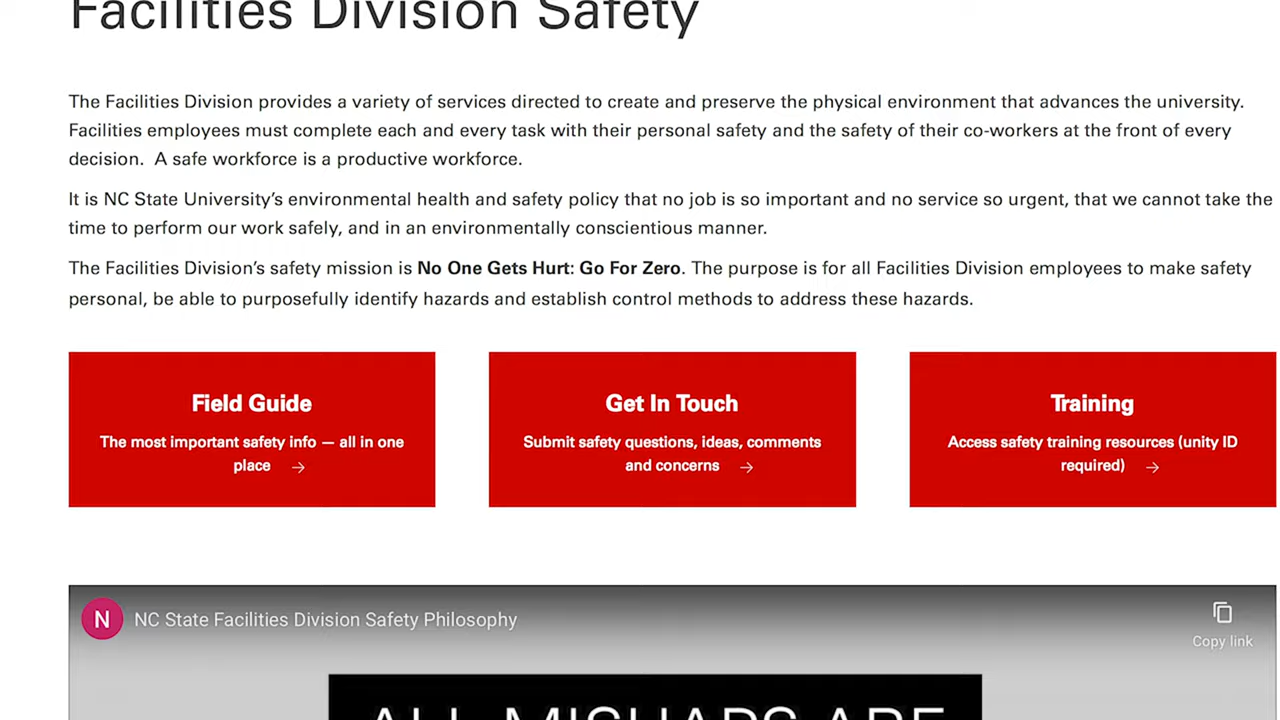 Facilities Division Safety
The Facilities Division provides a variety of services directed to create and preserve the physical environment that advances the university.
Facilities employees must complete each and every task with their personal safety and the safety of their co-workers at the front of every
decision.  A safe workforce is a productive workforce.
It is NC State University’s environmental health and safety policy that no job is so important and no service so urgent, that we cannot take the
time to perform our work safely, and in an environmentally conscientious manner.
The Facilities Division’s safety mission is No One Gets Hurt: Go For Zero. The purpose is for all Facilities Division employees to make safety
personal, be able to purposefully identify hazards and establish control methods to address these hazards.
Field Guide
The most important safety info — all in one
place →
Get In Touch
Submit safety questions, ideas, comments
and concerns →
Training
Access safety training resources (unity ID
required) →
N NC State Facilities Division Safety Philosophy
Copy link
ALL MISHAPS ARE